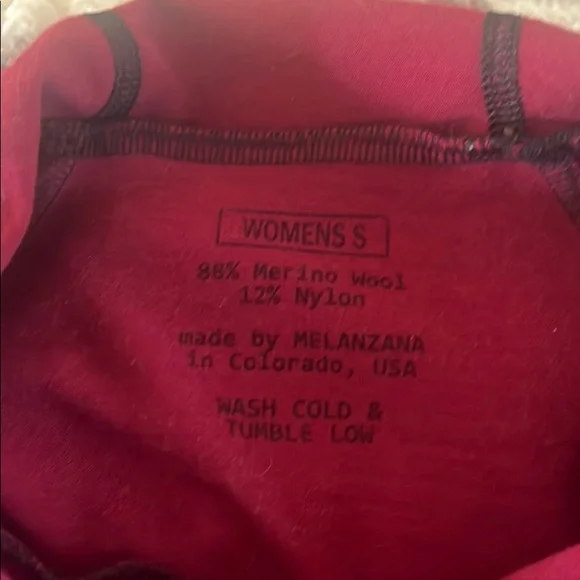 WOMENS S
88% Merino Wool
12% Nylon
made by MELANZANA
in Colorado, USA
WASH COLD &
TUMBLE LOW